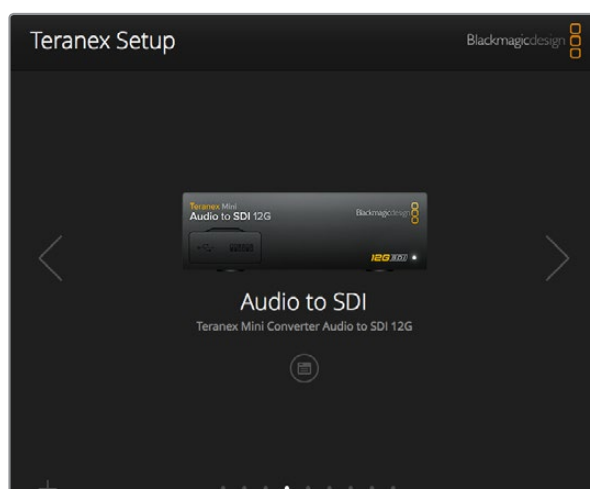 Teranex Setup
Blackmagicdesign
Teranex Mini
Audio to SDI 12G
Blackmagicdesign
12G SDI
Audio to SDI
Teranex Mini Converter Audio to SDI 12G